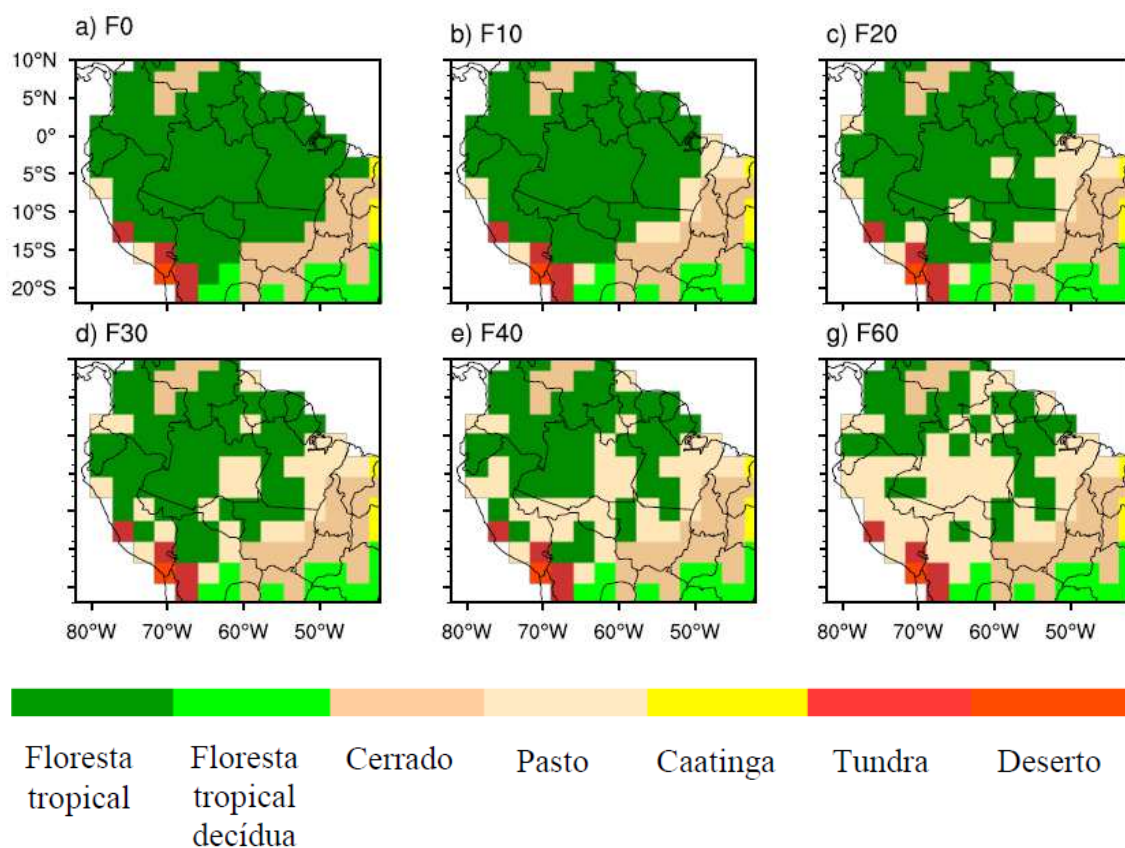 a) F0
b) F10
c) F20
10°N
5°N
0°
5°S
10°S
15°S
20°S
d) F30
e) F40
g) F60
80°W 70°W 60°W 50°W
80°W 70°W 60°W 50°W
80°W 70°W 60°W 50°W
Floresta tropical
Floresta tropical decídua
Cerrado
Pasto
Caatinga
Tundra
Deserto